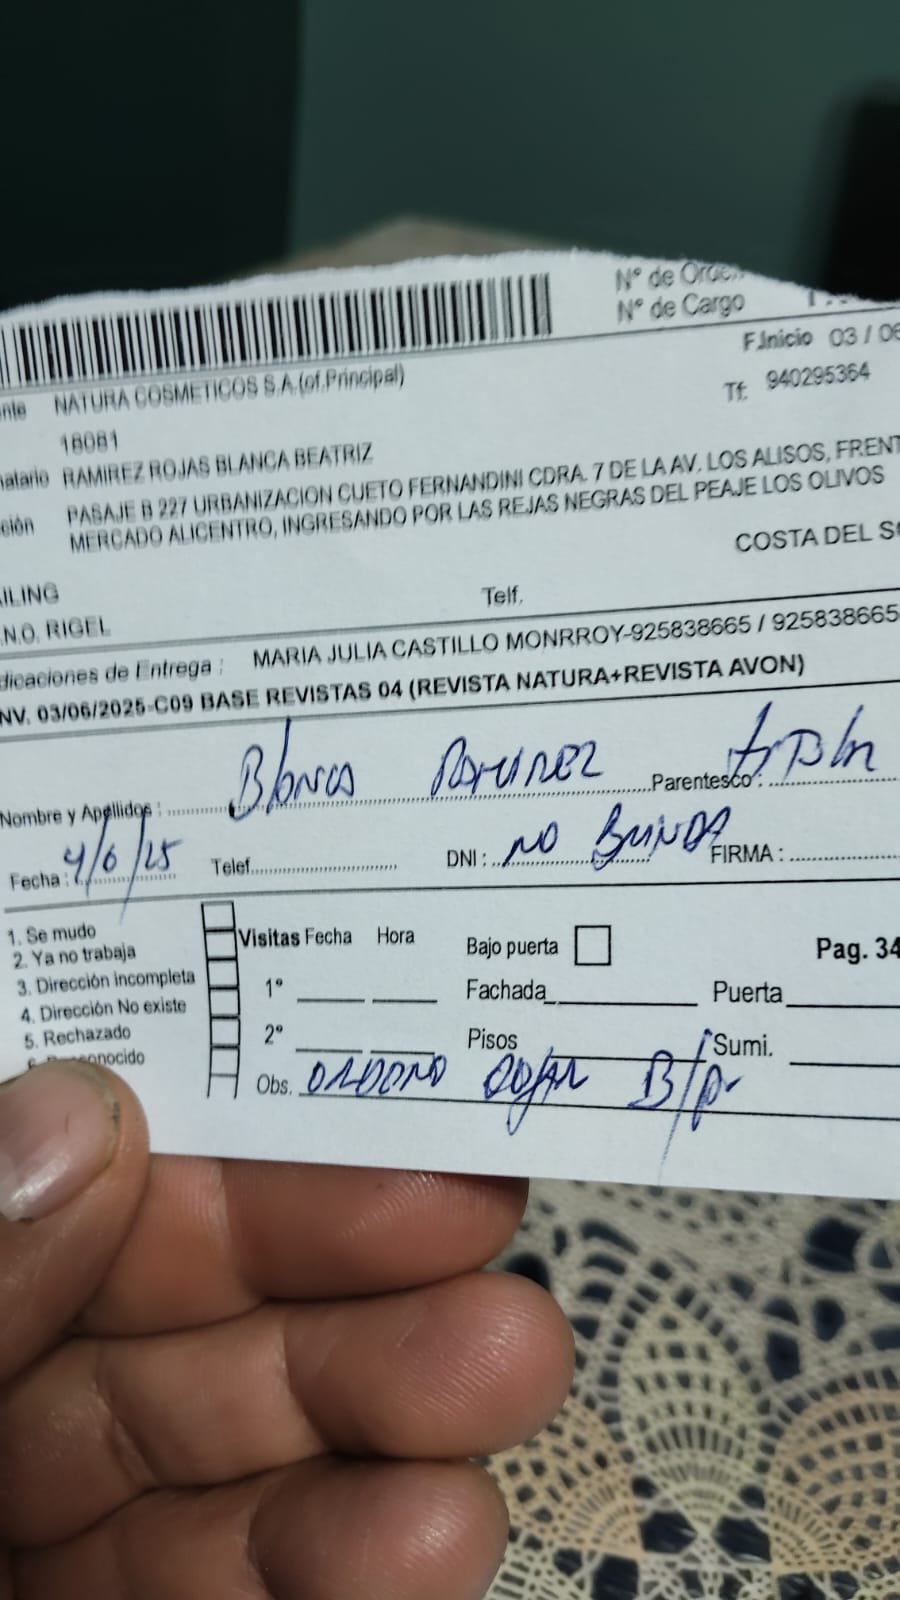 N° de Orden
N° de Cargo
F.Inicio 03 / 06
NATURA COSMETICOS S.A.(of.Principal)
Tf: 940295364
18081
RAMIREZ ROJAS BLANCA BEATRIZ
PASAJE B 227 URBANIZACION CUETO FERNANDINI CDRA. 7 DE LA AV. LOS ALISOS, FRENT
MERCADO ALICENTRO, INGRESANDO POR LAS REJAS NEGRAS DEL PEAJE LOS OLIVOS
COSTA DEL S
ILING
Telf.
.N.O. RIGEL
dicaciones de Entrega : MARIA JULIA CASTILLO MONRROY-925838665 / 925838665
NV. 03/06/2025-C09 BASE REVISTAS 04 (REVISTA NATURA+REVISTA AVON)
Nombre y Apellidos : Blanca Ramirez Parentesco :
Fecha : 4/6/25 Telef. DNI : NO BRINDA FIRMA :
1. Se mudo
2. Ya no trabaja
3. Dirección incompleta
4. Dirección No existe
5. Rechazado
Visitas Fecha Hora
1°
2°
Bajo puerta
Pag. 34
Fachada Puerta
Pisos Sumi.
Obs. B/p